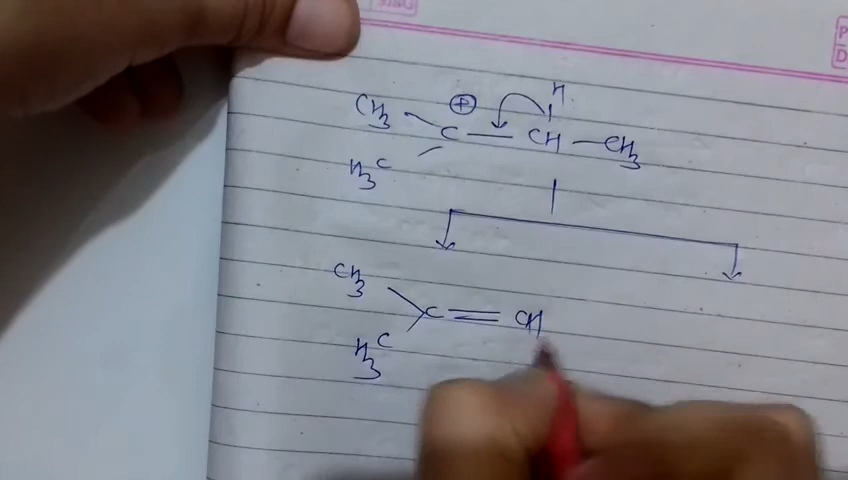 H
CH3 ⊕
C — CH — CH3
H3C
CH3
C = CH
H3C